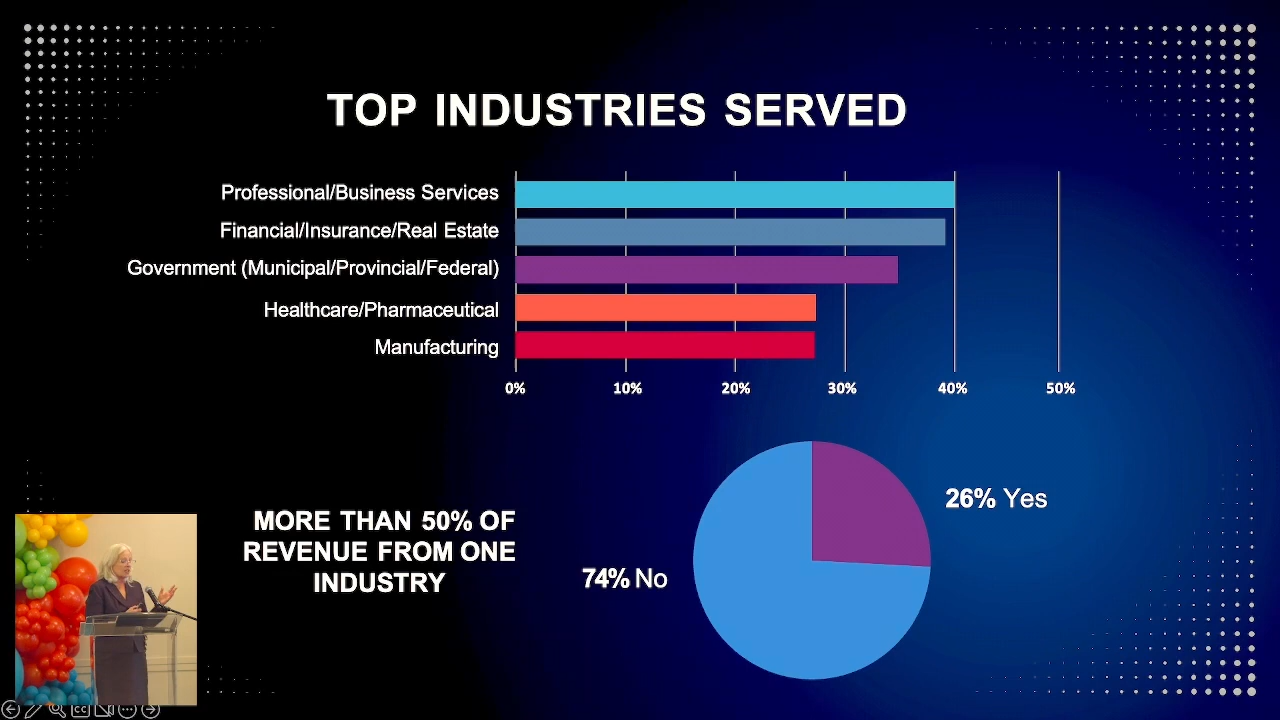 TOP INDUSTRIES SERVED
Professional/Business Services
Financial/Insurance/Real Estate
Government (Municipal/Provincial/Federal)
Healthcare/Pharmaceutical
Manufacturing
0% 10% 20% 30% 40% 50%
MORE THAN 50% OF
REVENUE FROM ONE
INDUSTRY
26% Yes
74% No
CC